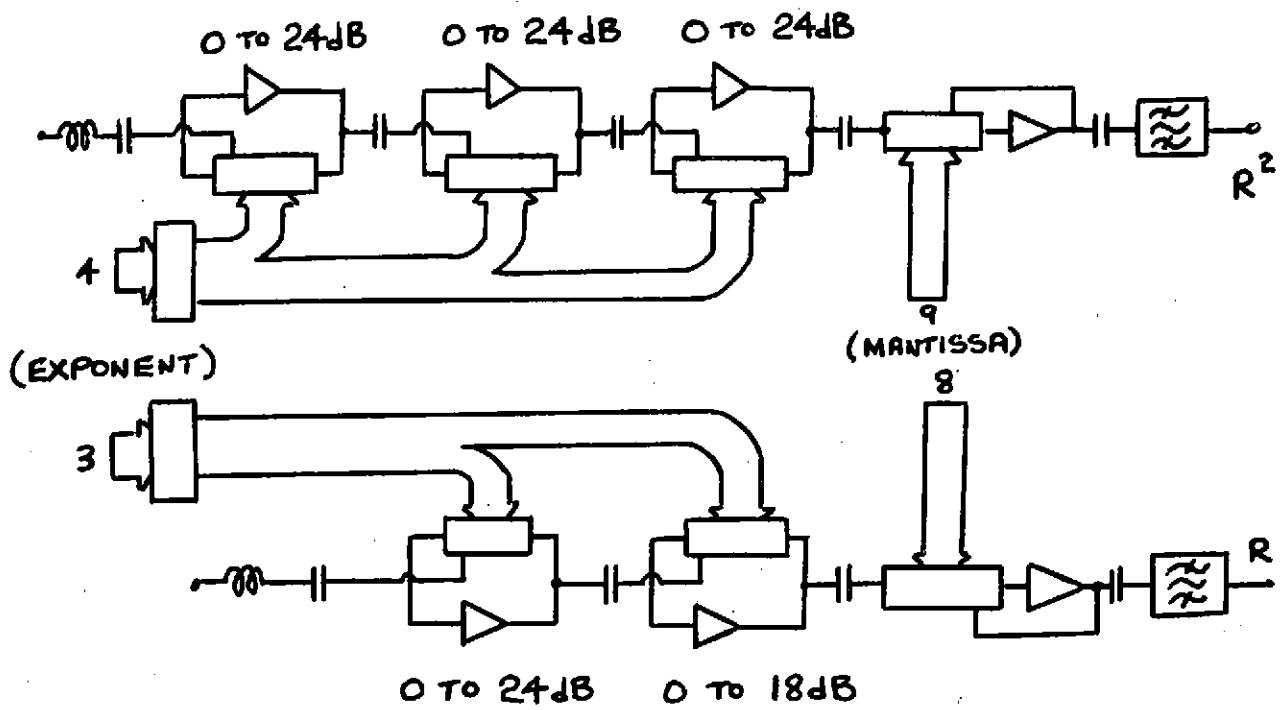 0 TO 24dB
0 TO 24dB
0 TO 24dB
R²
4
9
(MANTISSA)
(EXPONENT)
8
3
R
0 TO 24dB
0 TO 18dB